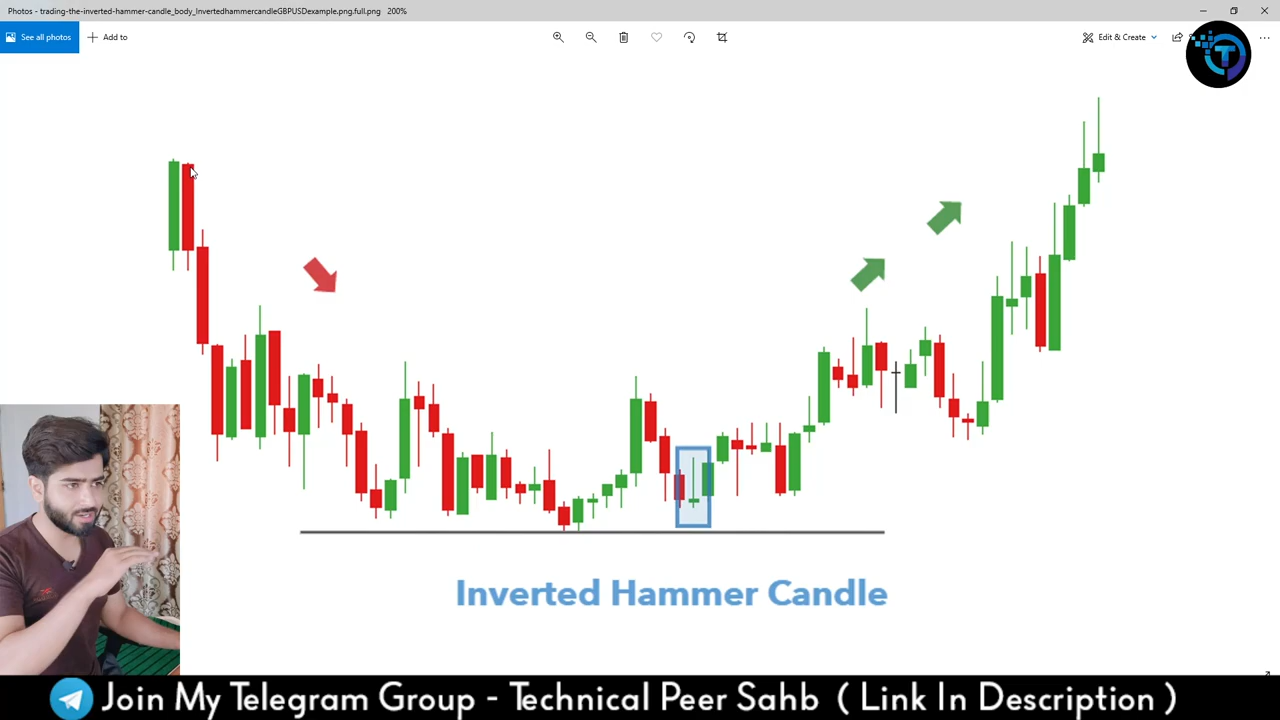 Photos - trading-the-inverted-hammer-candle_body_InvertedhammercandleGBPUSDexample.png.full.png 200%
See all photos
Add to
Edit & Create
T
Inverted Hammer Candle
Join My Telegram Group - Technical Peer Sahb ( Link In Description )